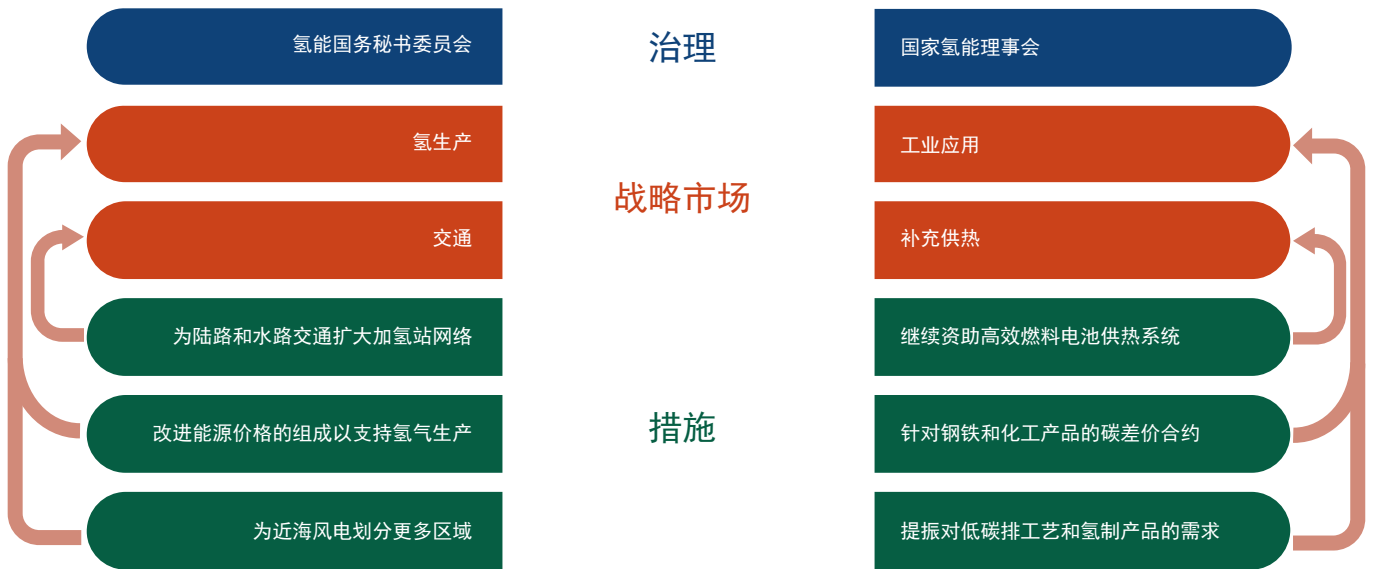 氢能国务秘书委员会
治理
国家氢能理事会
氢生产
工业应用
战略市场
交通
补充供热
为陆路和水路交通扩大加氢站网络
继续资助高效燃料电池供热系统
改进能源价格的组成以支持氢气生产
措施
针对钢铁和化工产品的碳差价合约
为近海风电划分更多区域
提振对低碳排工艺和氢制产品的需求